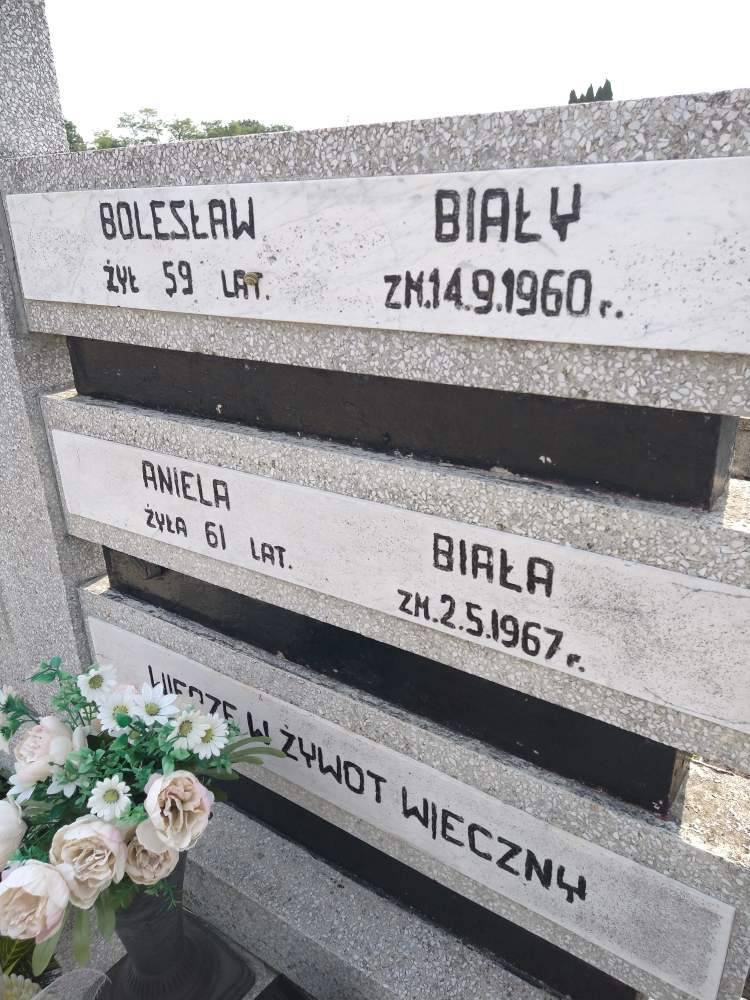 BOLESŁAW BIAŁY
ŻYŁ 59 LAT. ZM.14.9.1960 r.
ANIELA BIAŁA
ŻYŁA 61 LAT. ZM.2.5.1967 r.
WIERZE W ŻYWOT WIECZNY